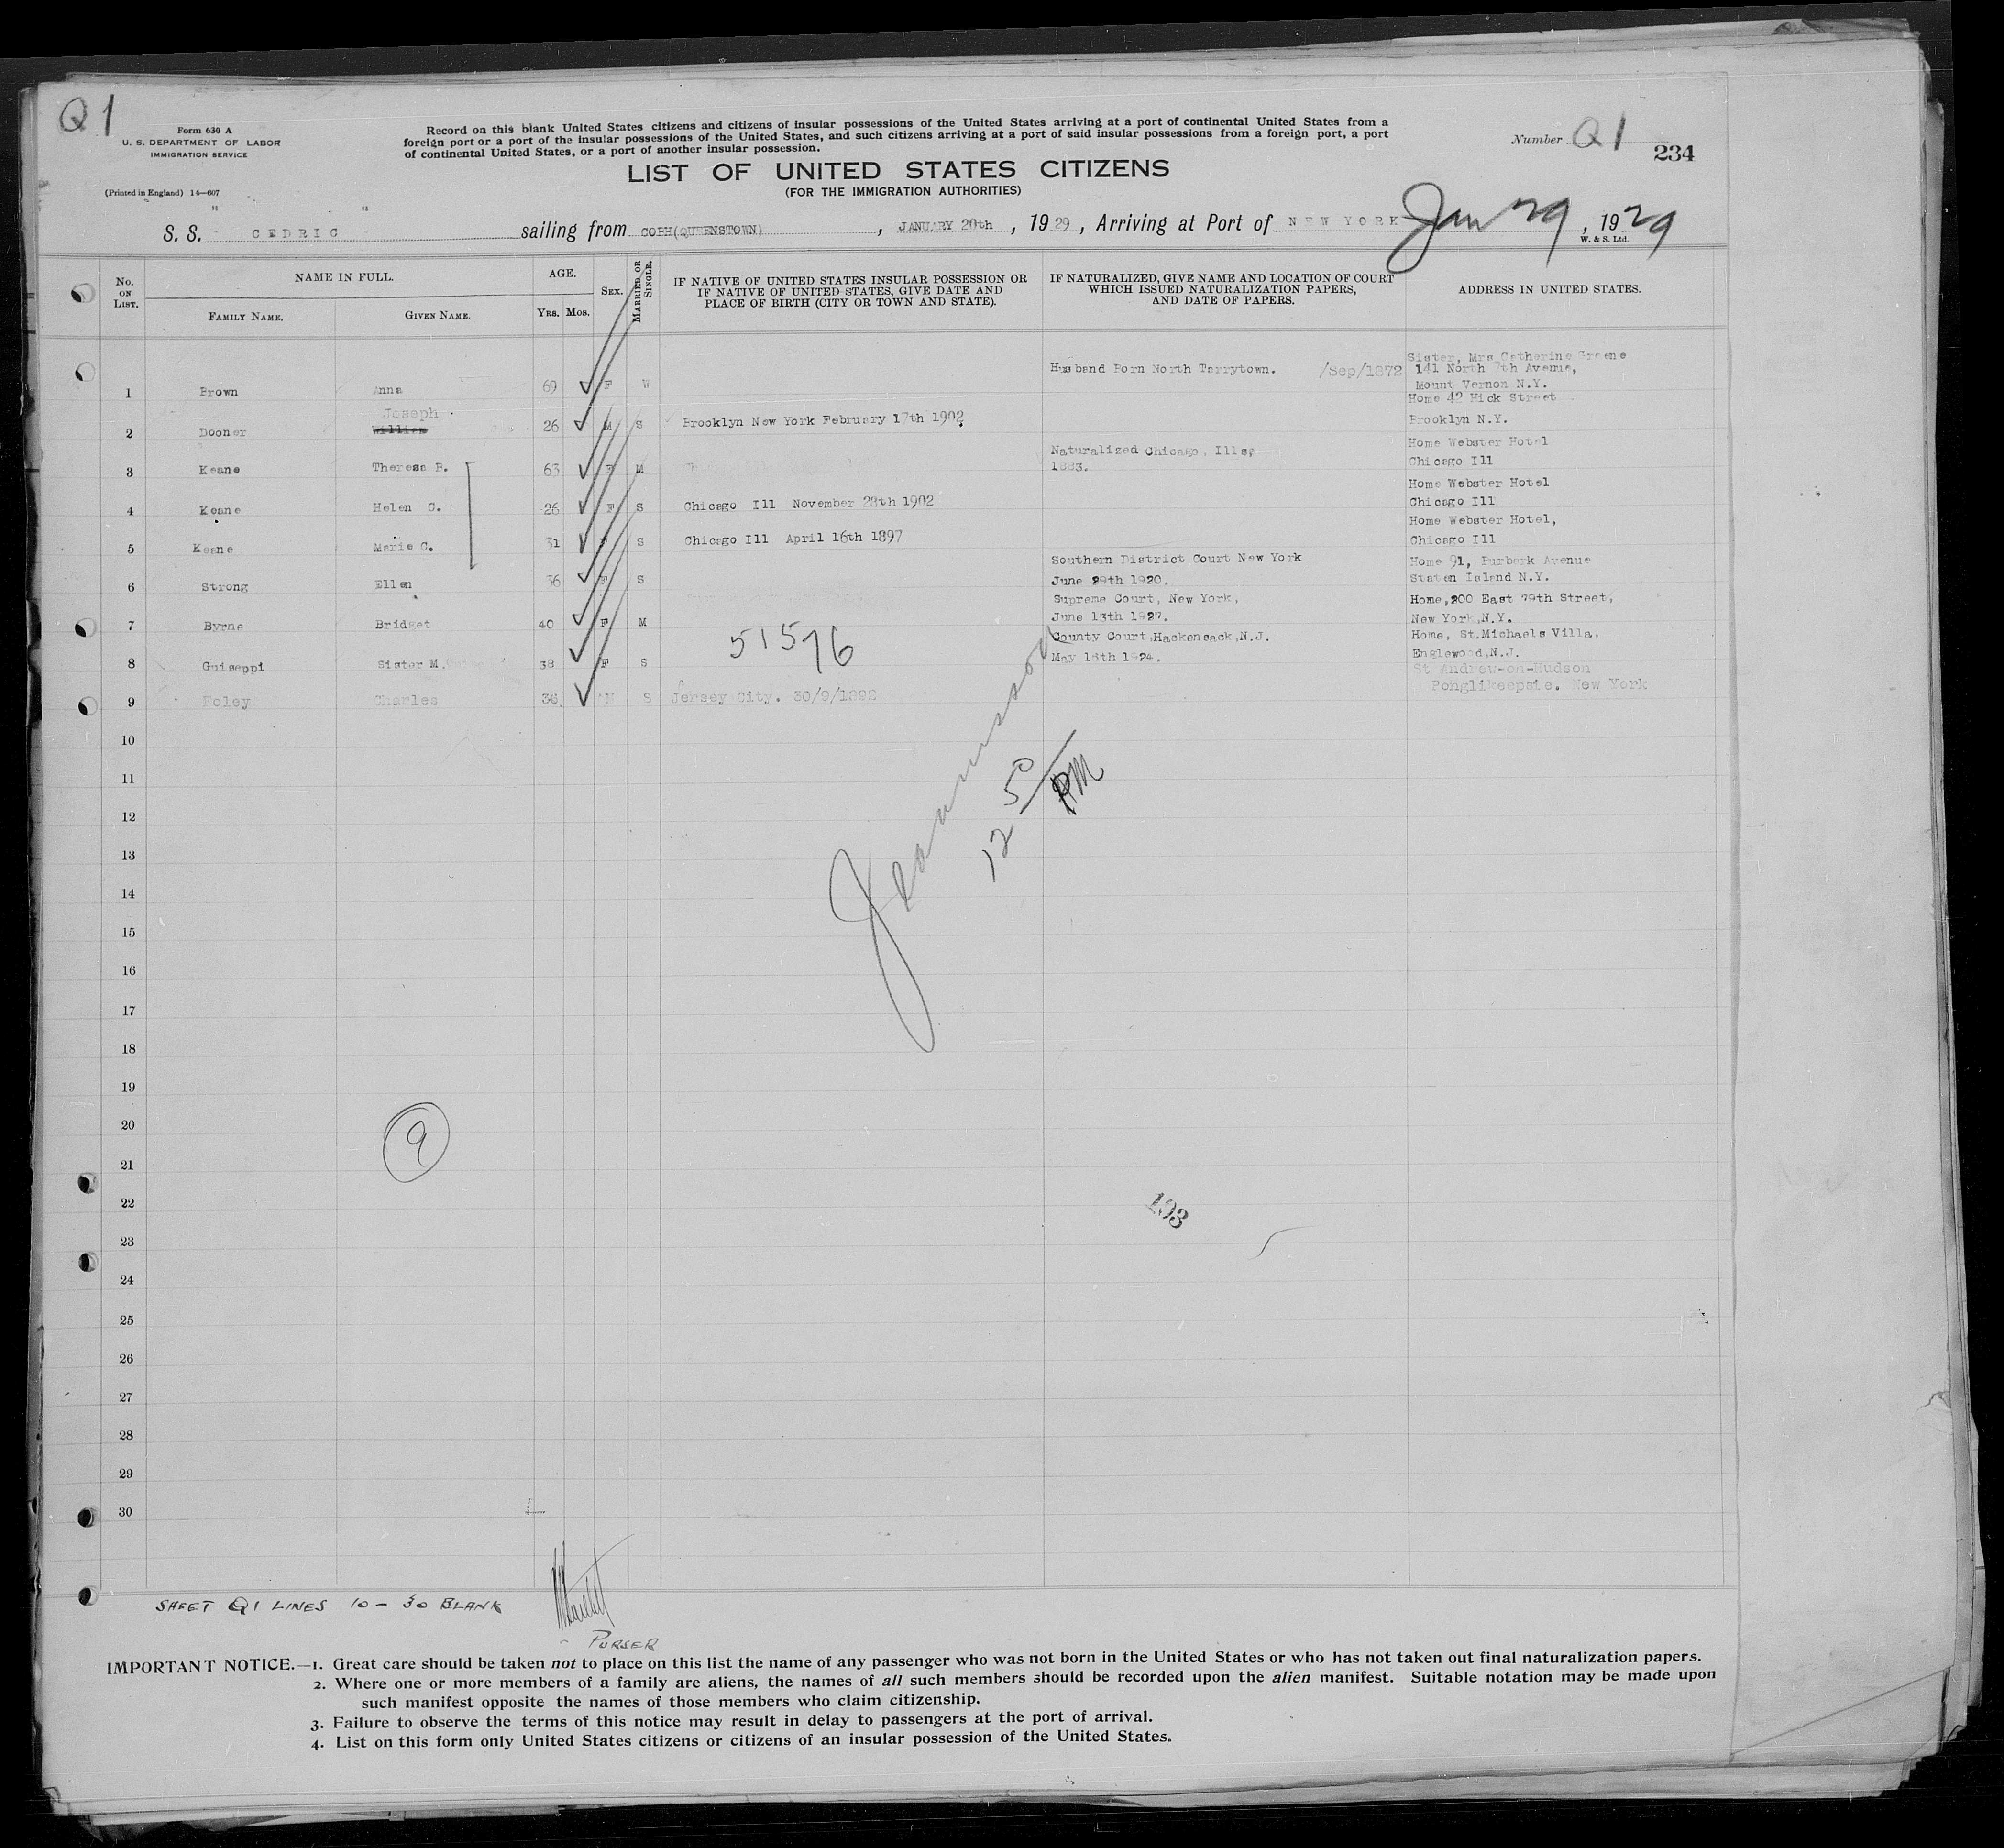 Q1
Form 630 A
U. S. DEPARTMENT OF LABOR
IMMIGRATION SERVICE
(Printed in England) 14—607
Record on this blank United States citizens and citizens of insular possessions of the United States arriving at a port of continental United States from a
foreign port or a port of the insular possessions of the United States, and such citizens arriving at a port of said insular possessions from a foreign port, a port
of continental United States, or a port of another insular possession.
Number Q1
234
LIST OF UNITED STATES CITIZENS
(FOR THE IMMIGRATION AUTHORITIES)
S. S. " CEDRIC " sailing from COBH(QUEENSTOWN), JANUARY 20th, 1929, Arriving at Port of NEW YORK Jan 29, 1929
W. & S. Ltd.
No. ON LIST.
NAME IN FULL.
FAMILY NAME.
GIVEN NAME.
AGE.
YRS. MOS.
SEX.
MARRIED OR SINGLE.
IF NATIVE OF UNITED STATES INSULAR POSSESSION OR
IF NATIVE OF UNITED STATES, GIVE DATE AND
PLACE OF BIRTH (CITY OR TOWN AND STATE).
IF NATURALIZED, GIVE NAME AND LOCATION OF COURT
WHICH ISSUED NATURALIZATION PAPERS,
AND DATE OF PAPERS.
ADDRESS IN UNITED STATES.
1 Brown Anna 69 F W Husband Born North Tarrytown. /Sep/1872 Sister, Mrs Catherine Greene
141 North 7th Avenue,
Mount Vernon N.Y.
2 Dooner Joseph William 26 M S Brooklyn New York February 17th 1902 Home 42 Hick Street
Brooklyn N.Y.
3 Keane Theresa B. 63 F M Naturalized Chicago, Ills,
1883. Home Webster Hotel
Chicago Ill
4 Keane Helen C. 26 F S Chicago Ill November 28th 1902 Home Webster Hotel
Chicago Ill
5 Keane Marie C. 31 F S Chicago Ill April 16th 1897 Home Webster Hotel,
Chicago Ill
6 Strong Ellen 36 F S Southern District Court New York
June 29th 1920. Home 91, Burbark Avenue
Staten Island N.Y.
7 Byrne Bridget 40 F M Supreme Court, New York,
June 13th 1927. Home, 200 East 79th Street,
New York,N.Y.
8 Guiseppi Sister M. 38 F S County Court,Hackensack,N.J.
May 16th 1924. Home, St.Michaels Villa,
Englewood,N.J.
51576
9 Foley Charles 36 M S Jersey City. 30/9/1892 St Andrew-on-Hudson
Ponglikeepsie. New York
10
11
12
12 50/PM
13
14
15
16
17
18
19
20
9
21
22
193
23
24
25
26
27
28
29
30
SHEET Q1 LINES 10 - 30 BLANK
PURSER
IMPORTANT NOTICE.—1. Great care should be taken not to place on this list the name of any passenger who was not born in the United States or who has not taken out final naturalization papers.
2. Where one or more members of a family are aliens, the names of all such members should be recorded upon the alien manifest. Suitable notation may be made upon
such manifest opposite the names of those members who claim citizenship.
3. Failure to observe the terms of this notice may result in delay to passengers at the port of arrival.
4. List on this form only United States citizens or citizens of an insular possession of the United States.